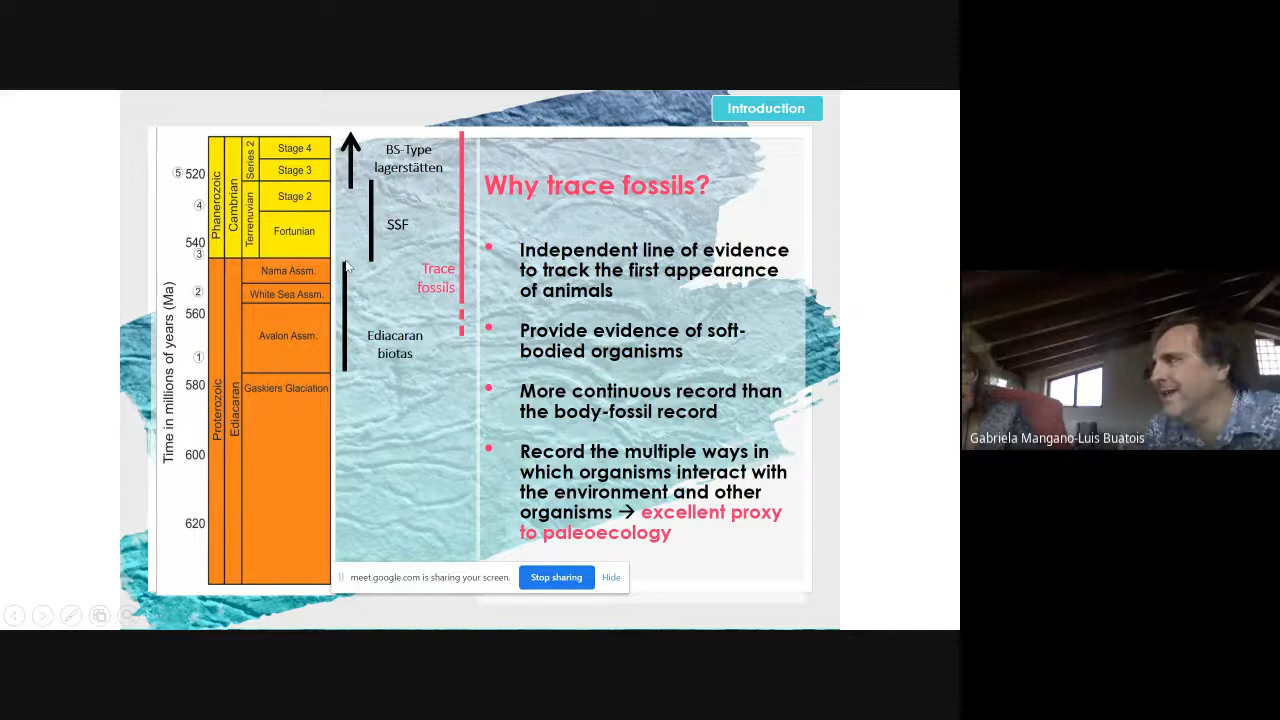 Introduction
Time in millions of years (Ma)
⑤ 520
④
540
③
②
560
①
580
600
620
Phanerozoic
Proterozoic
Cambrian
Ediacaran
Series 2
Terrenuvian
Stage 4
Stage 3
Stage 2
Fortunian
Nama Assm.
White Sea Assm.
Avalon Assm.
Gaskiers Glaciation
BS-Type
lagerstätten
SSF
Trace
fossils
Ediacaran
biotas
Why trace fossils?
• Independent line of evidence
to track the first appearance
of animals
• Provide evidence of soft-
bodied organisms
• More continuous record than
the body-fossil record
• Record the multiple ways in
which organisms interact with
the environment and other
organisms → excellent proxy
to paleoecology
meet.google.com is sharing your screen. Stop sharing Hide
Gabriela Mangano-Luis Buatois